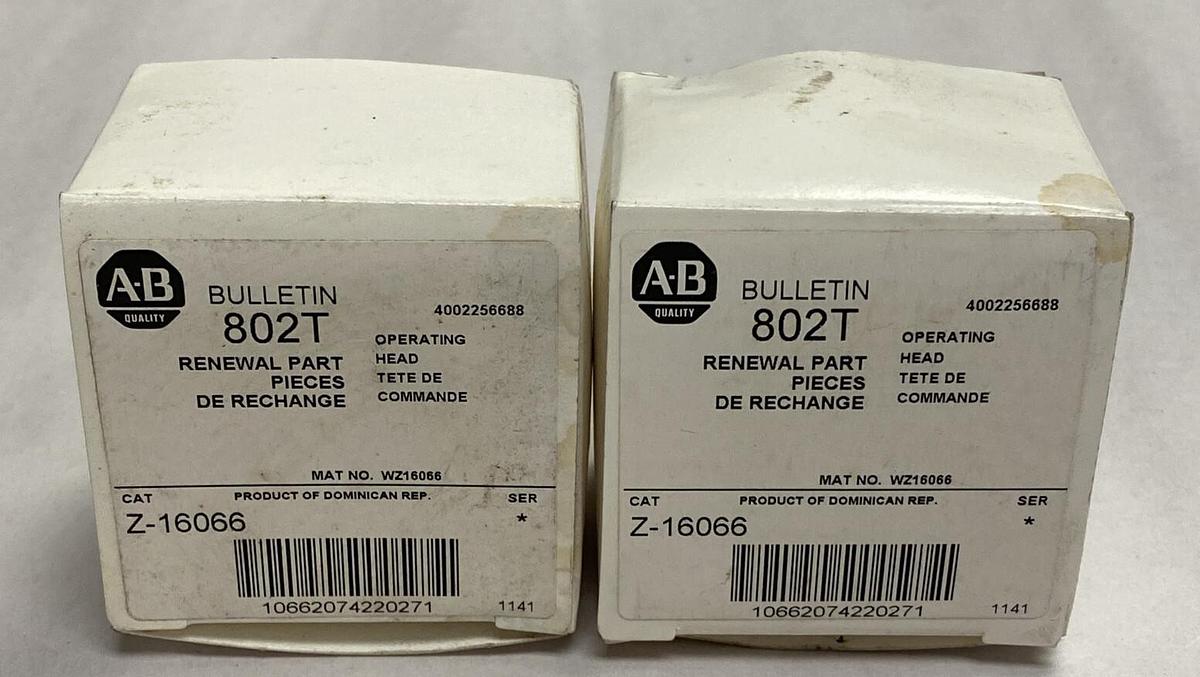 A-B
QUALITY
BULLETIN
802T
4002256688
RENEWAL PART
PIECES
DE RECHANGE
OPERATING
HEAD
TETE DE
COMMANDE
MAT NO. WZ16066
CAT
PRODUCT OF DOMINICAN REP.
SER
Z-16066
*
10662074220271
1141
A-B
QUALITY
BULLETIN
802T
4002256688
RENEWAL PART
PIECES
DE RECHANGE
OPERATING
HEAD
TETE DE
COMMANDE
MAT NO. WZ16066
CAT
PRODUCT OF DOMINICAN REP.
SER
Z-16066
*
10662074220271
1141